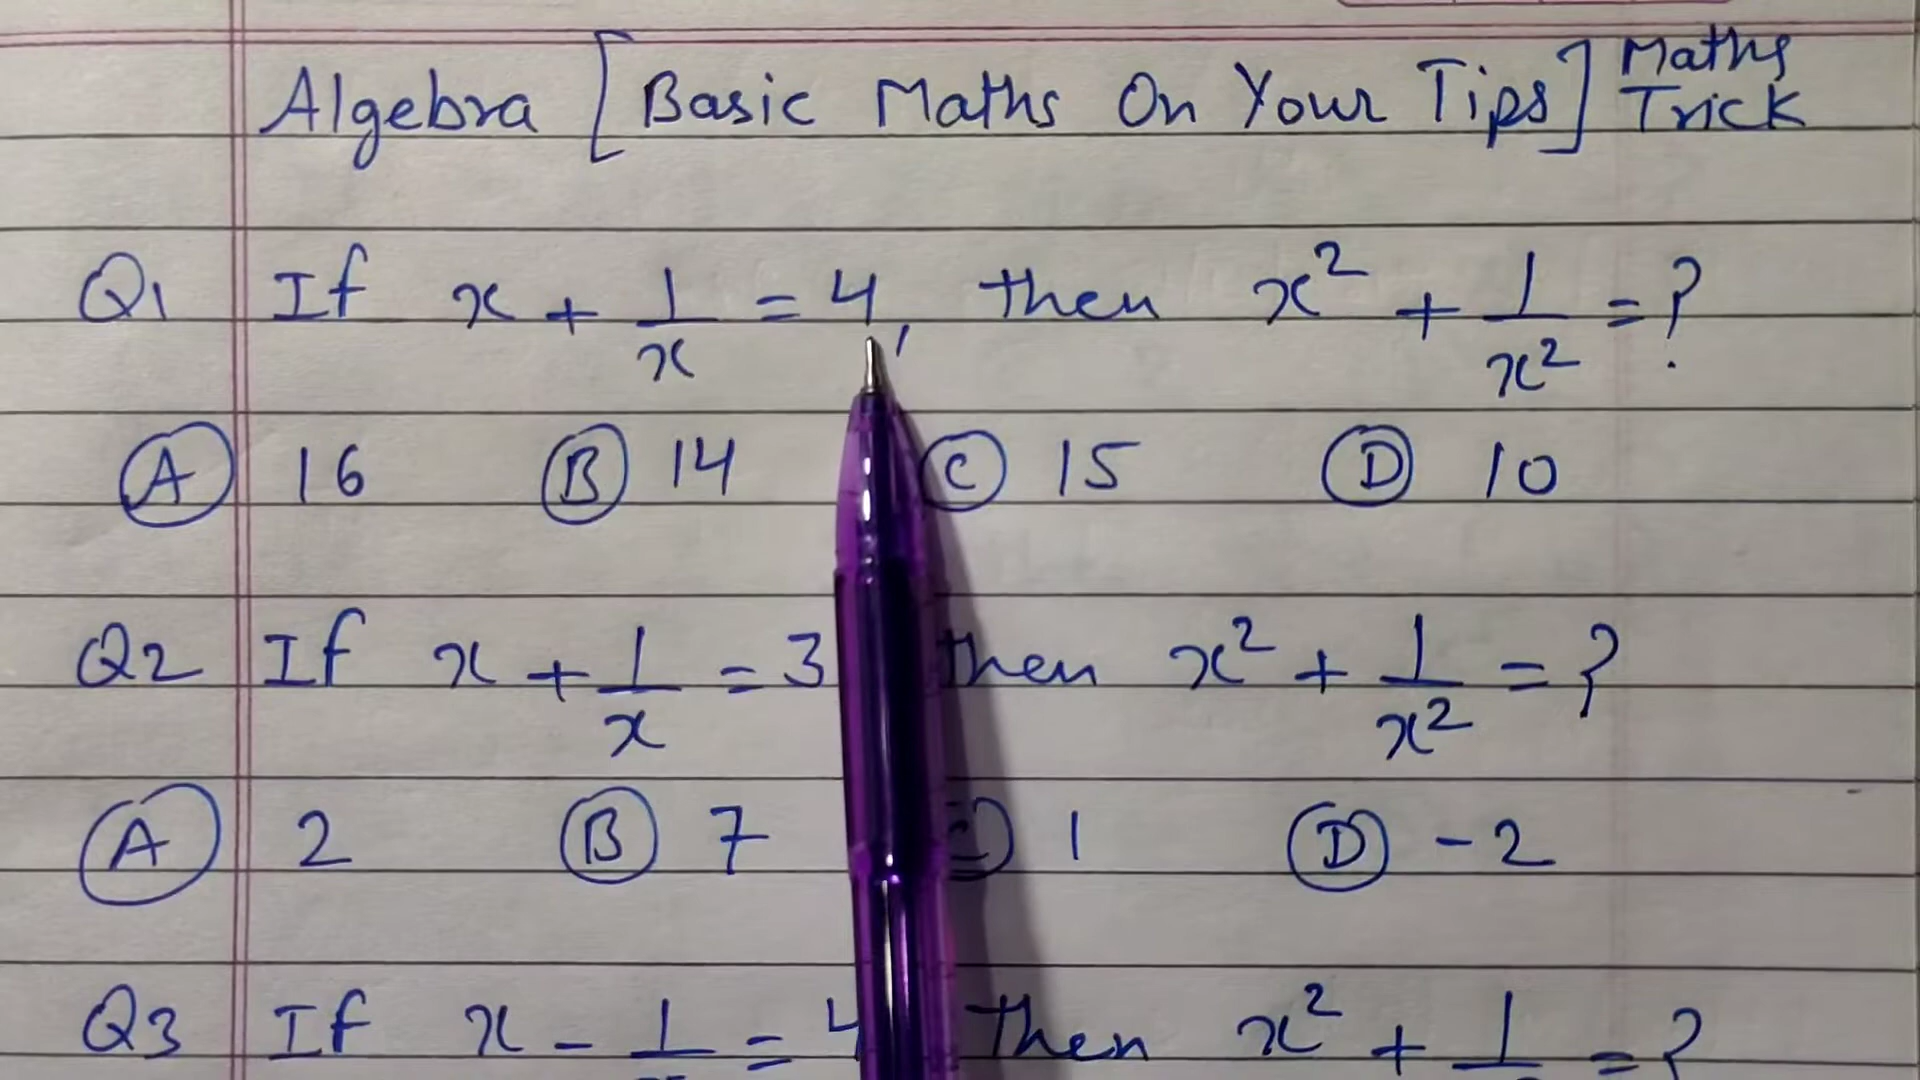 Algebra [Basic Maths On Your Tips] Maths Trick
Q1 If x + 1/x = 4, then x² + 1/x² = ?
(A) 16 (B) 14 (C) 15 (D) 10
Q2 If x + 1/x = 3 then x² + 1/x² = ?
(A) 2 (B) 7 (C) 1 (D) -2
Q3 If x - 1 = 4 then x² + 1 = ?